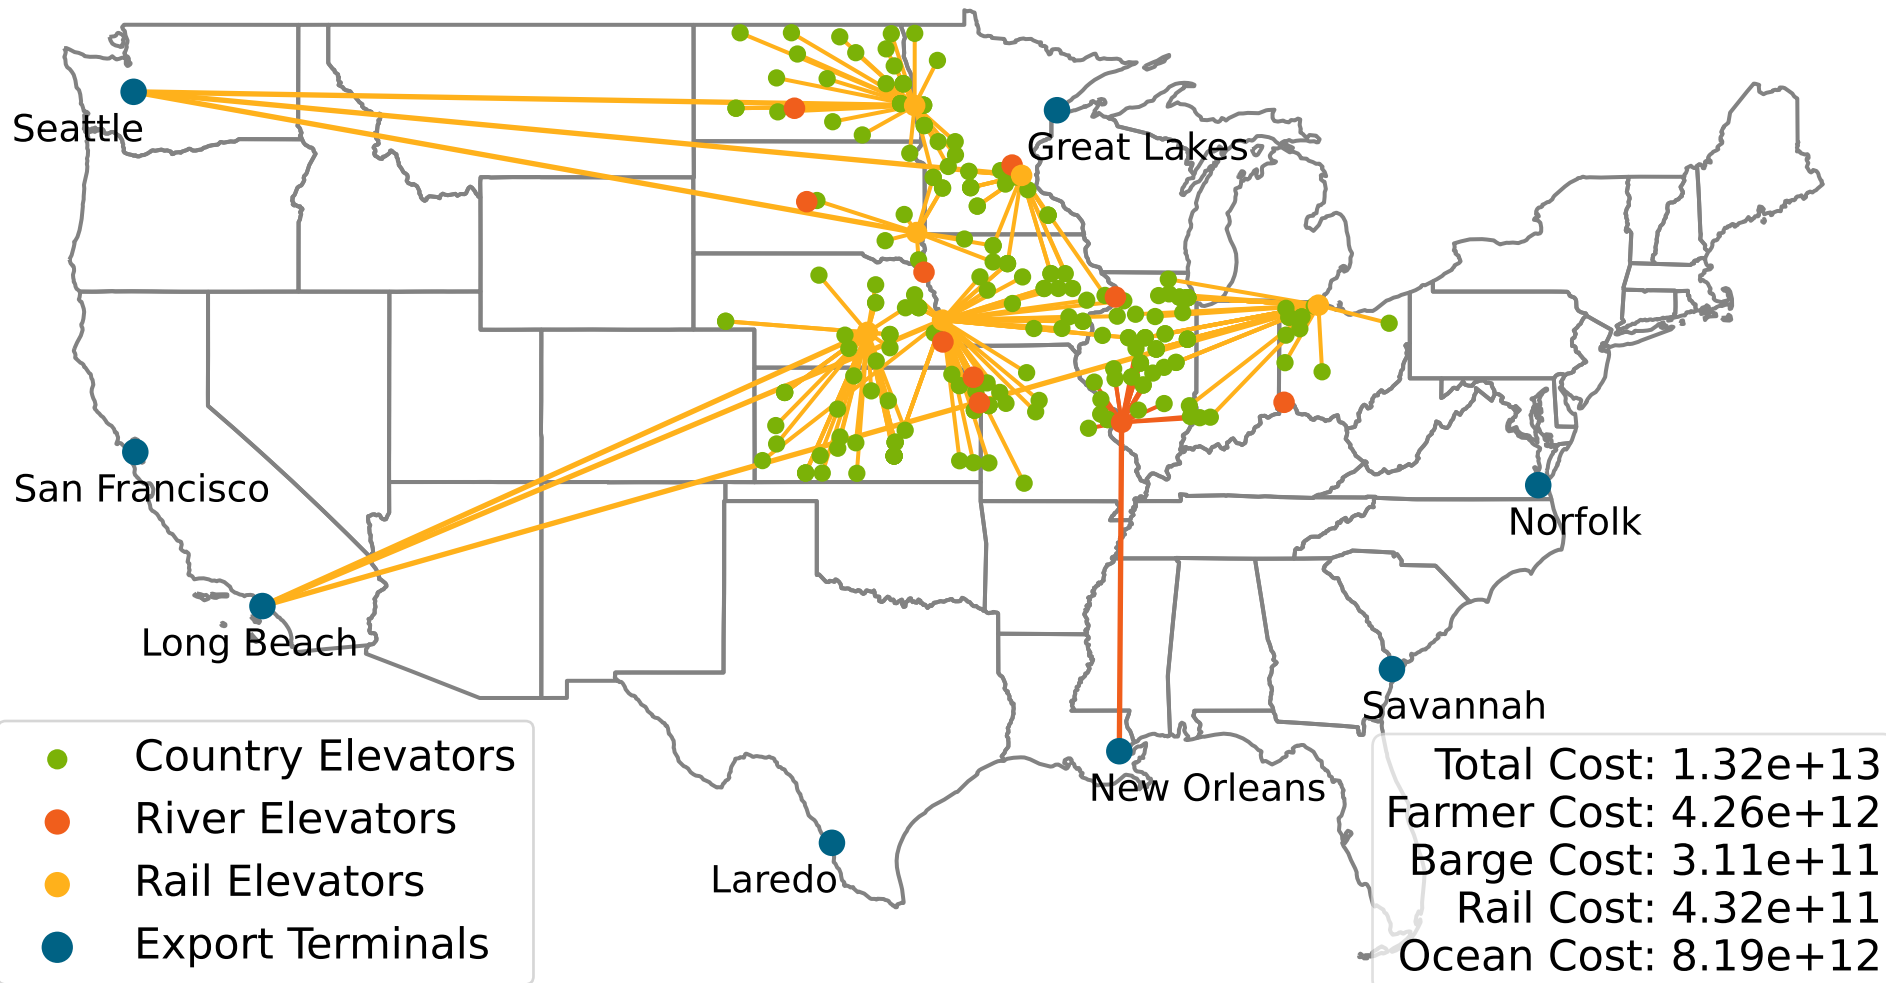 Seattle
Great Lakes
San Francisco
Norfolk
Long Beach
Savannah
New Orleans
Laredo
Country Elevators
River Elevators
Rail Elevators
Export Terminals
Total Cost: 1.32e+13
Farmer Cost: 4.26e+12
Barge Cost: 3.11e+11
Rail Cost: 4.32e+11
Ocean Cost: 8.19e+12